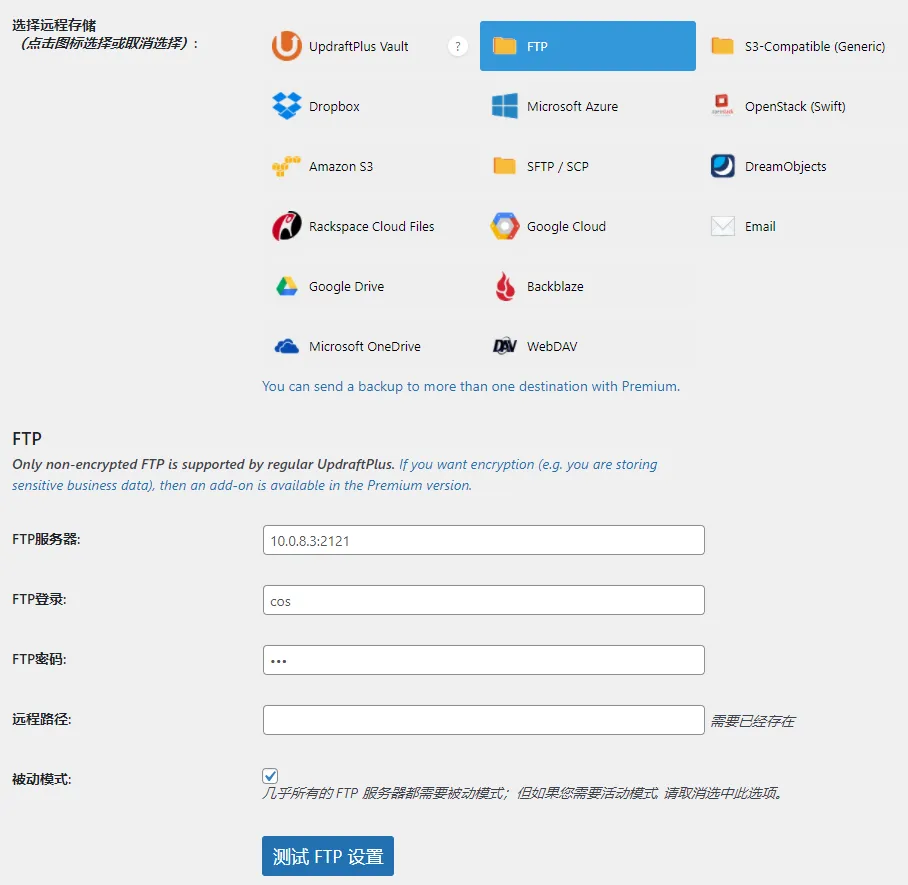 选择远程存储
（点击图标选择或取消选择）:
UpdraftPlus Vault ? FTP S3-Compatible (Generic)
Dropbox Microsoft Azure OpenStack (Swift)
Amazon S3 SFTP / SCP DreamObjects
Rackspace Cloud Files Google Cloud Email
Google Drive Backblaze
Microsoft OneDrive DAV WebDAV
You can send a backup to more than one destination with Premium.
FTP
Only non-encrypted FTP is supported by regular UpdraftPlus. If you want encryption (e.g. you are storing
sensitive business data), then an add-on is available in the Premium version.
FTP服务器: 10.0.8.3:2121
FTP登录: cos
FTP密码: •••
远程路径: 需要已经存在
被动模式:
几乎所有的 FTP 服务器都需要被动模式；但如果您需要活动模式, 请取消选中此选项。
测试 FTP 设置